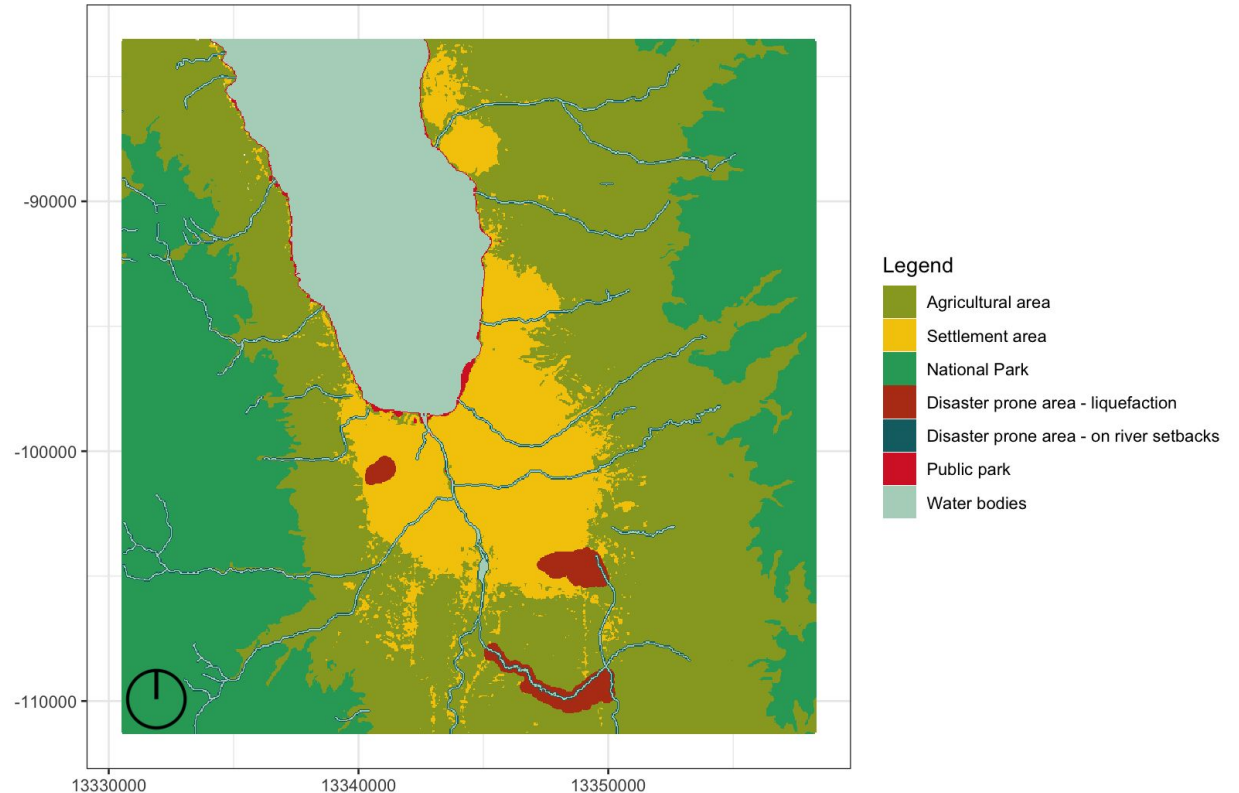 -90000
-100000
-110000
13330000
13340000
13350000
Legend
Agricultural area
Settlement area
National Park
Disaster prone area - liquefaction
Disaster prone area - on river setbacks
Public park
Water bodies